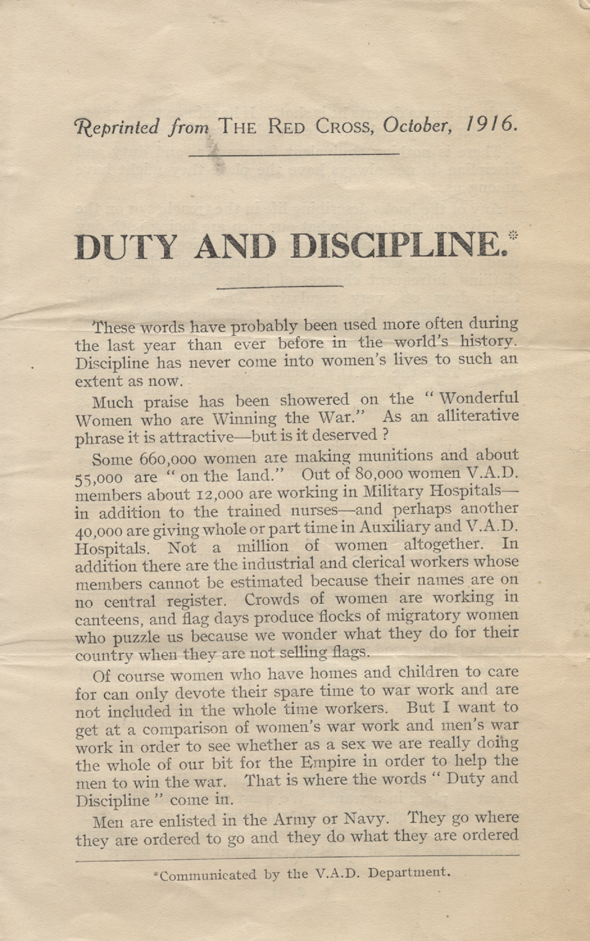 Reprinted from THE RED CROSS, October, 1916.
DUTY AND DISCIPLINE.*
These words have probably been used more often during
the last year than ever before in the world's history.
Discipline has never come into women's lives to such an
extent as now.
Much praise has been showered on the " Wonderful
Women who are Winning the War." As an alliterative
phrase it is attractive—but is it deserved ?
Some 660,000 women are making munitions and about
55,000 are " on the land." Out of 80,000 women V.A.D.
members about 12,000 are working in Military Hospitals—
in addition to the trained nurses—and perhaps another
40,000 are giving whole or part time in Auxiliary and V.A.D.
Hospitals. Not a million of women altogether. In
addition there are the industrial and clerical workers whose
members cannot be estimated because their names are on
no central register. Crowds of women are working in
canteens, and flag days produce flocks of migratory women
who puzzle us because we wonder what they do for their
country when they are not selling flags.
Of course women who have homes and children to care
for can only devote their spare time to war work and are
not included in the whole time workers. But I want to
get at a comparison of women's war work and men's war
work in order to see whether as a sex we are really doing
the whole of our bit for the Empire in order to help the
men to win the war. That is where the words " Duty and
Discipline " come in.
Men are enlisted in the Army or Navy. They go where
they are ordered to go and they do what they are ordered
*Communicated by the V.A.D. Department.